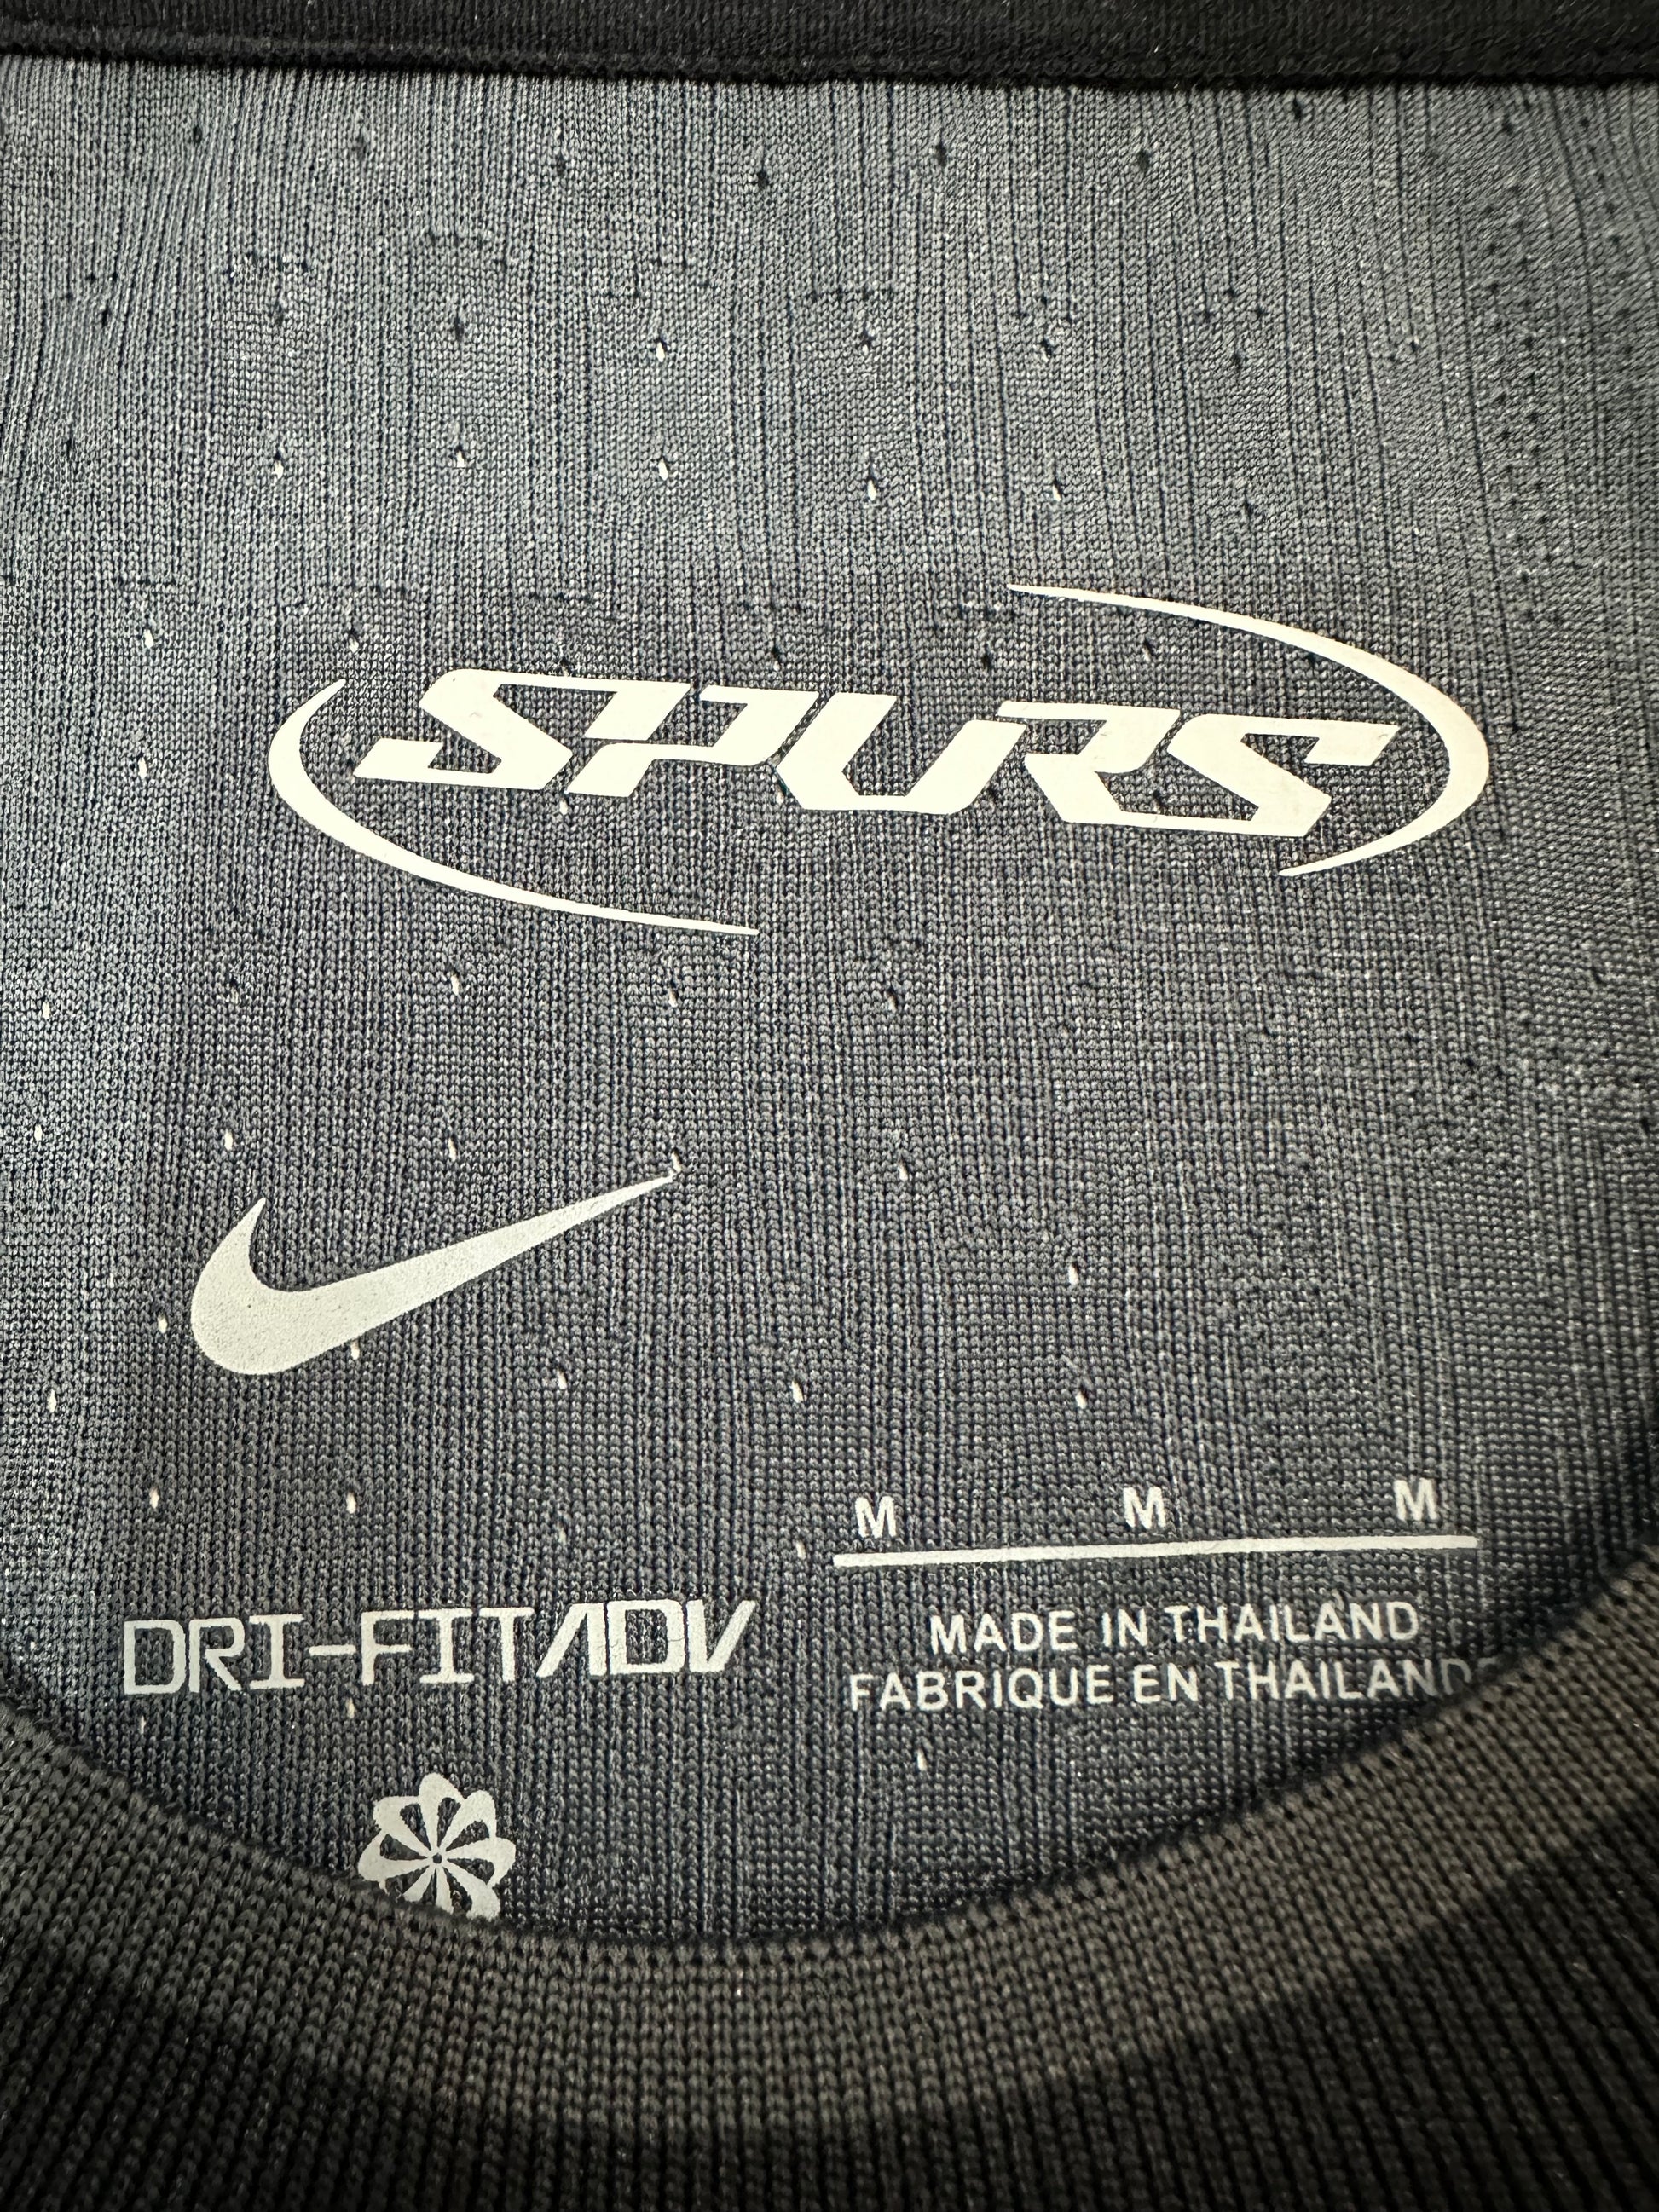 SPURS
M M M
DRI-FIT ADV
MADE IN THAILAND
FABRIQUE EN THAILANDE